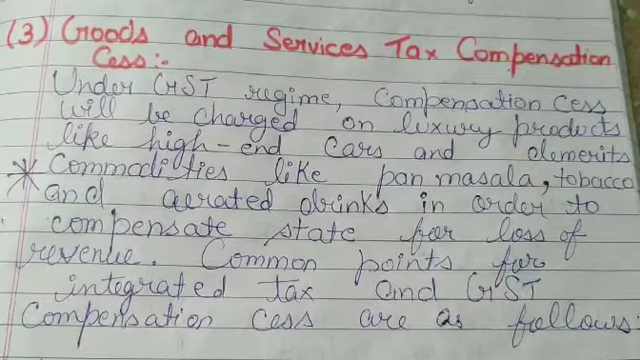 (3) Goods and Services Tax Compensation
Cess:-
Under GST regime, Compensation cess
will be charged on luxury products
like high-end cars and demerits
* Commodities like pan masala, tobacco
and aerated drinks in order to
compensate state for loss of
revenue. Common points for
integrated tax and GST
Compensation cess are as follows: